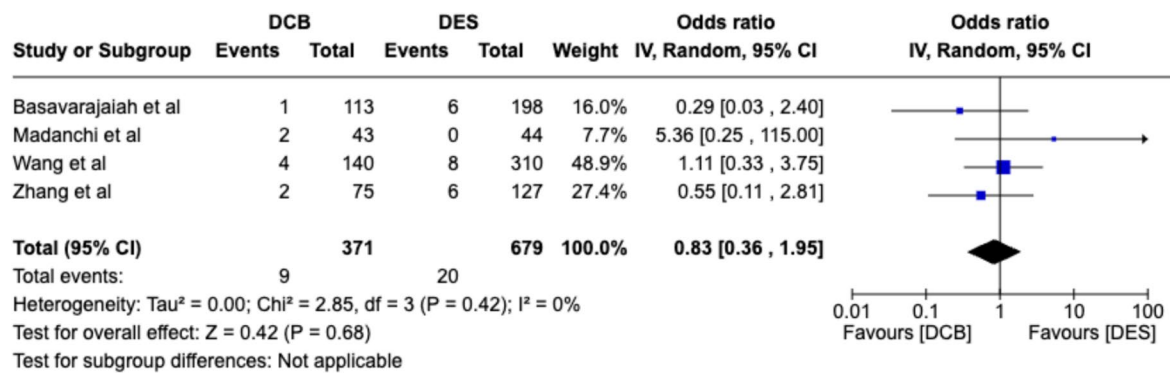 DCB DES Odds ratio Odds ratio
Study or Subgroup Events Total Events Total Weight IV, Random, 95% CI IV, Random, 95% CI
Basavarajaiah et al 1 113 6 198 16.0% 0.29 [0.03 , 2.40]
Madanchi et al 2 43 0 44 7.7% 5.36 [0.25 , 115.00]
Wang et al 4 140 8 310 48.9% 1.11 [0.33 , 3.75]
Zhang et al 2 75 6 127 27.4% 0.55 [0.11 , 2.81]
Total (95% CI) 371 679 100.0% 0.83 [0.36 , 1.95]
Total events: 9 20
Heterogeneity: Tau² = 0.00; Chi² = 2.85, df = 3 (P = 0.42); I² = 0%
Test for overall effect: Z = 0.42 (P = 0.68)
Test for subgroup differences: Not applicable
0.01 0.1 1 10 100
Favours [DCB] Favours [DES]